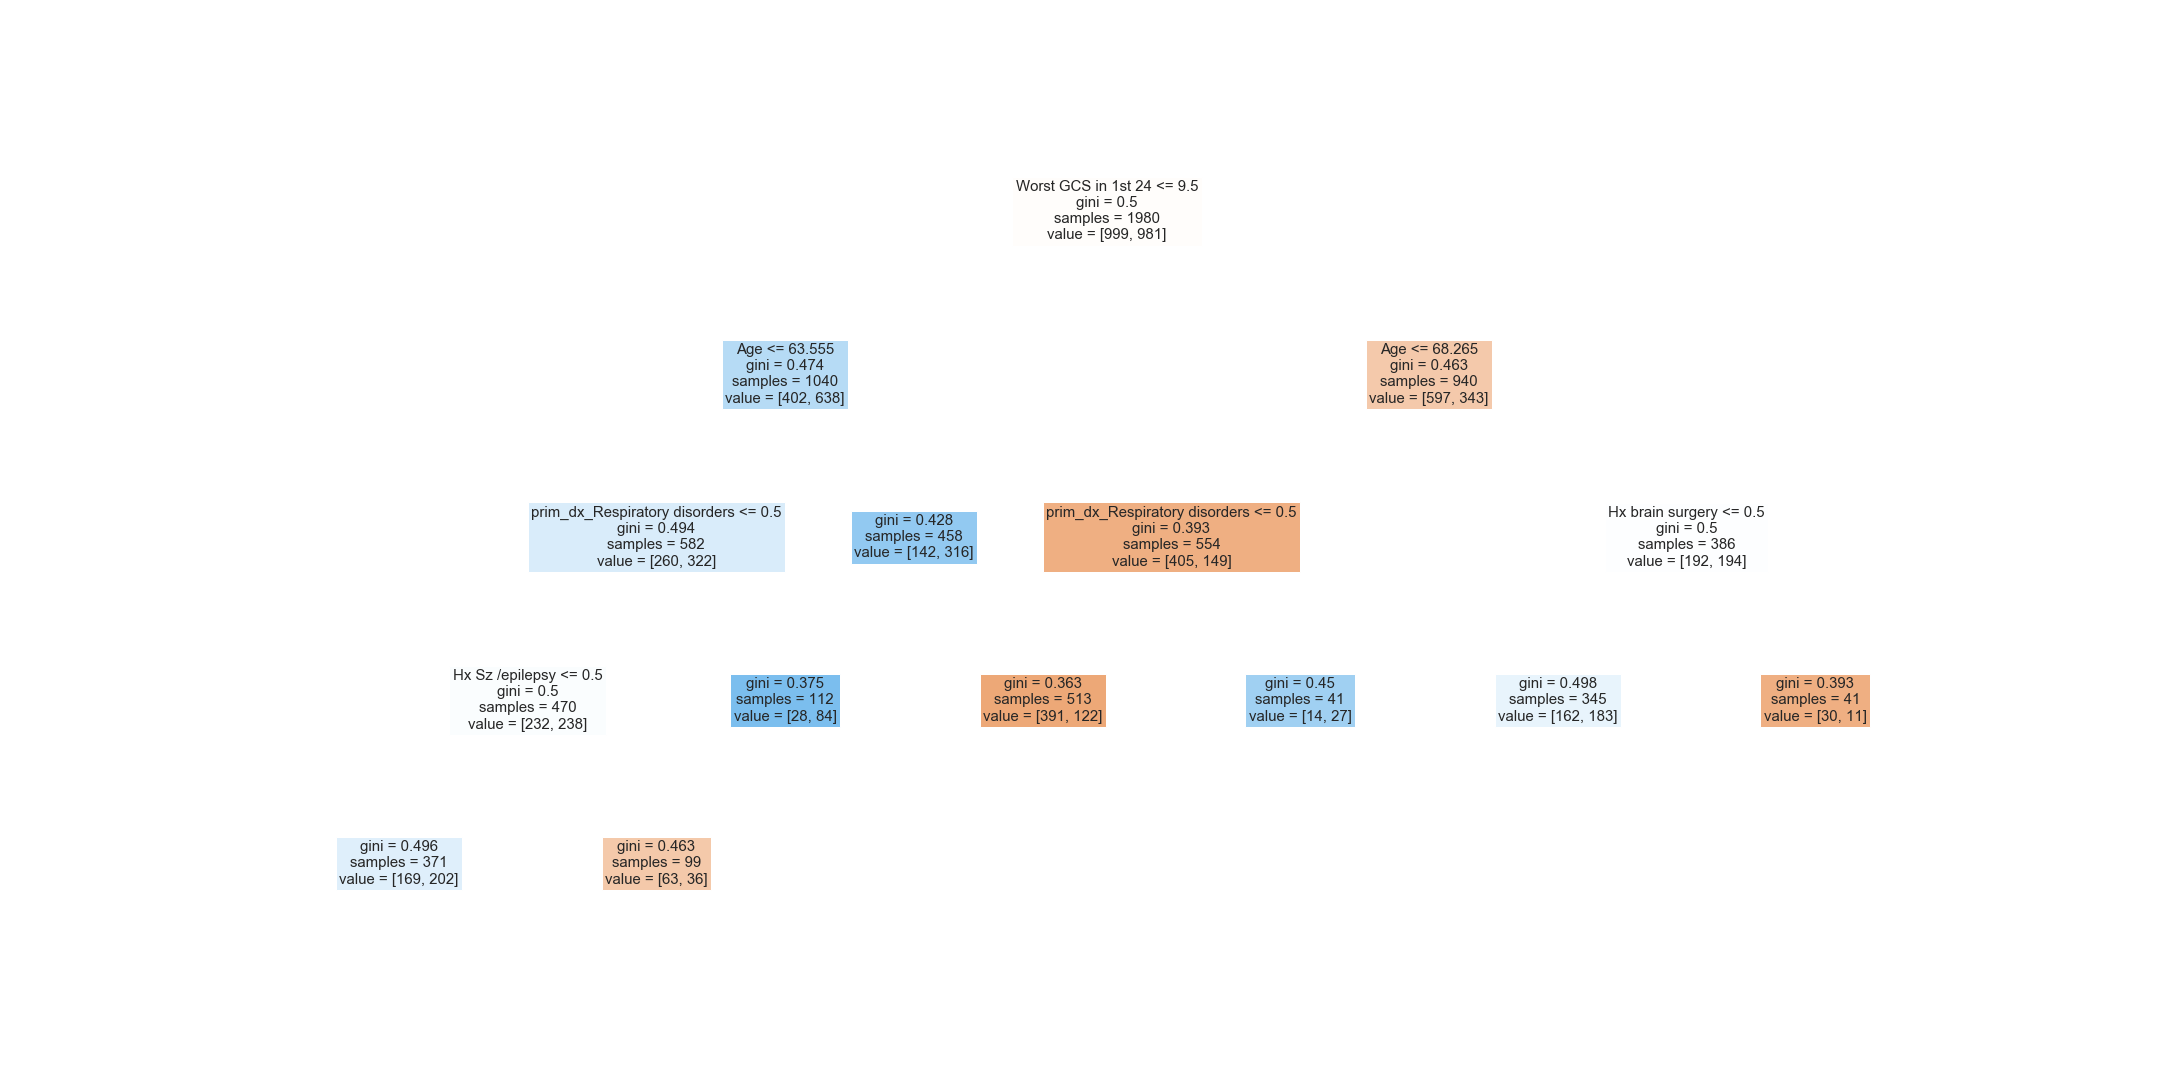 Worst GCS in 1st 24 <= 9.5
gini = 0.5
samples = 1980
value = [999, 981]
Age <= 63.555
gini = 0.474
samples = 1040
value = [402, 638]
Age <= 68.265
gini = 0.463
samples = 940
value = [597, 343]
prim_dx_Respiratory disorders <= 0.5
gini = 0.494
samples = 582
value = [260, 322]
gini = 0.428
samples = 458
value = [142, 316]
prim_dx_Respiratory disorders <= 0.5
gini = 0.393
samples = 554
value = [405, 149]
Hx brain surgery <= 0.5
gini = 0.5
samples = 386
value = [192, 194]
Hx Sz /epilepsy <= 0.5
gini = 0.5
samples = 470
value = [232, 238]
gini = 0.375
samples = 112
value = [28, 84]
gini = 0.363
samples = 513
value = [391, 122]
gini = 0.45
samples = 41
value = [14, 27]
gini = 0.498
samples = 345
value = [162, 183]
gini = 0.393
samples = 41
value = [30, 11]
gini = 0.496
samples = 371
value = [169, 202]
gini = 0.463
samples = 99
value = [63, 36]